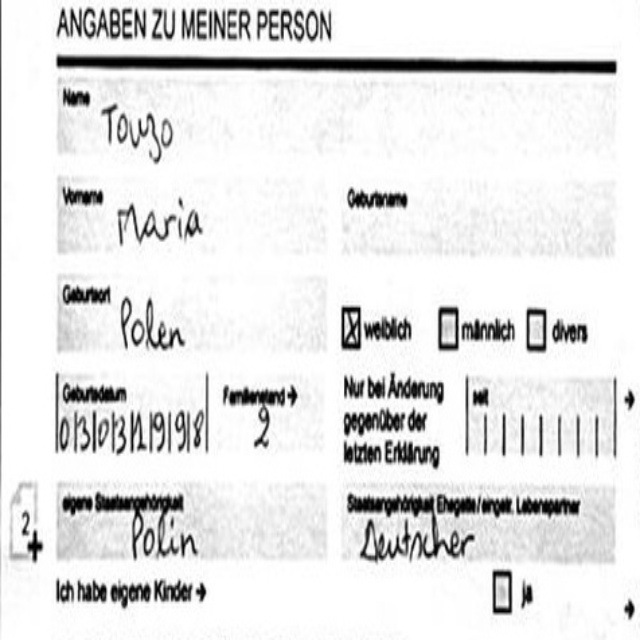 ANGABEN ZU MEINER PERSON
Name
Tougo
Vorname
Maria
Geburtsname
Geburtsort
Polen
X weiblich männlich divers
Geburtsdatum
03031998
Familienstand →
2
Nur bei Änderung
gegenüber der
letzten Erklärung
seit
→
eigene Staatsangehörigkeit
Polin
Staatsangehörigkeit Ehegatte/eingetr. Lebenspartner
Deutscher
2
+
Ich habe eigene Kinder →
ja
→